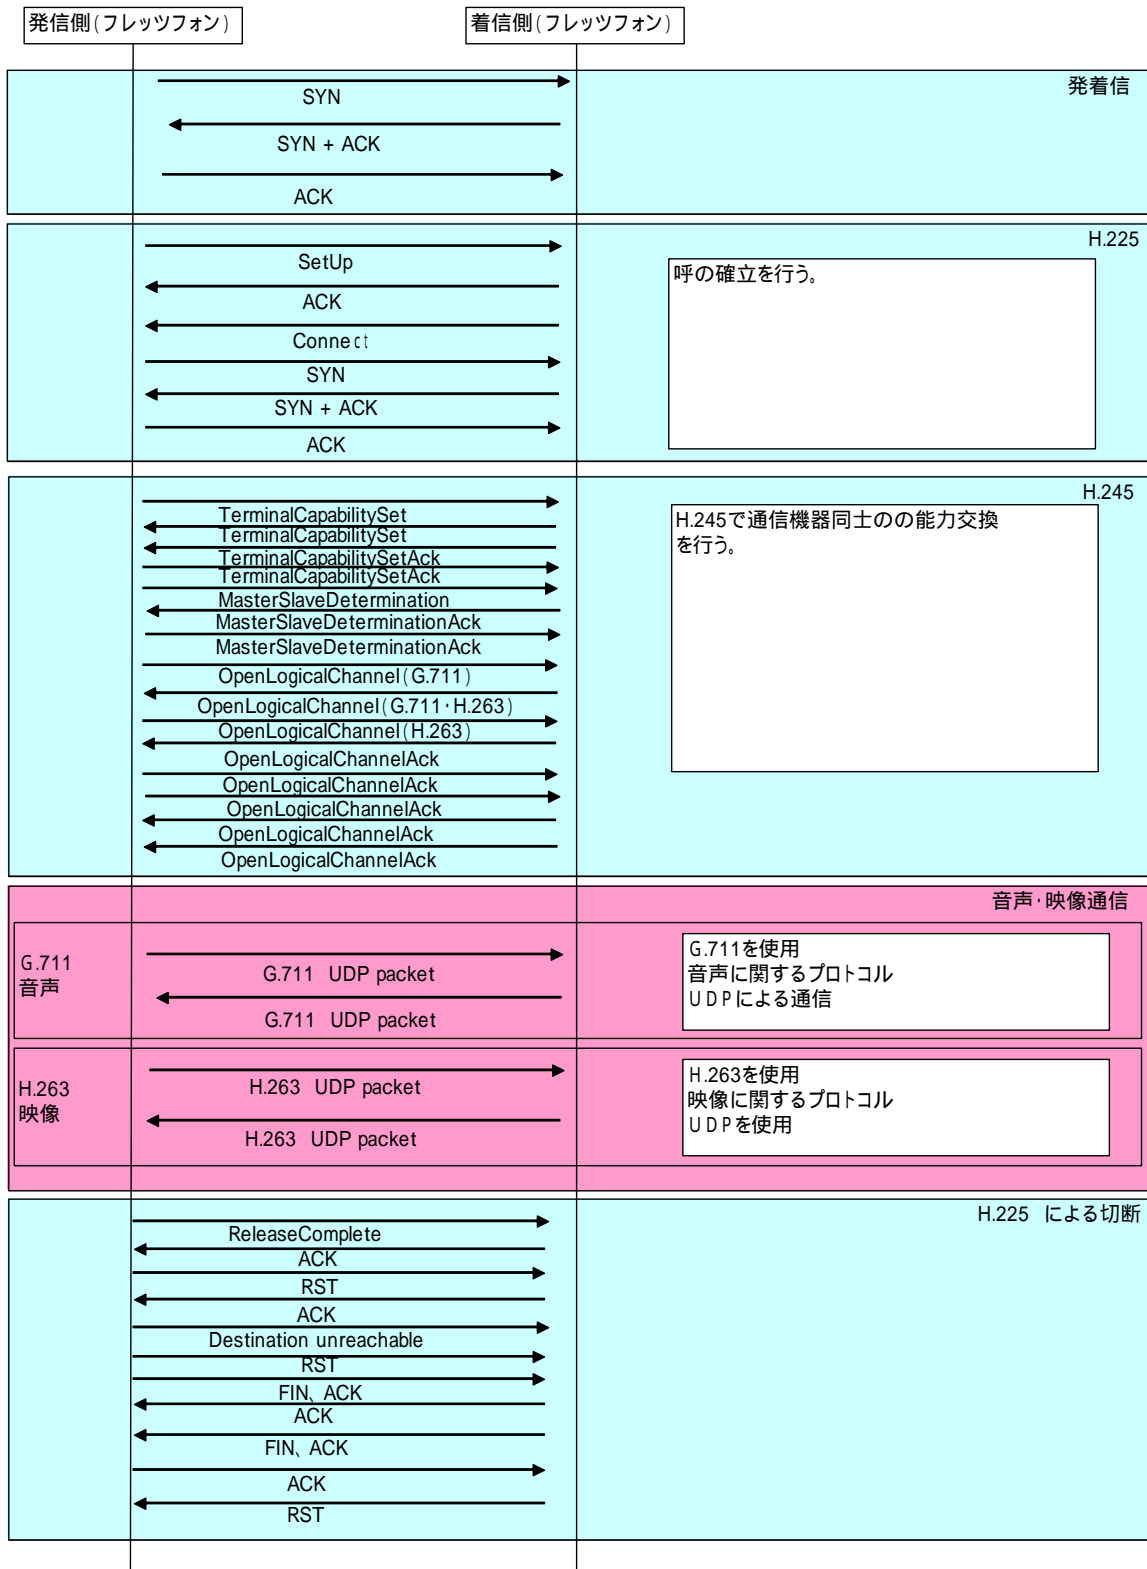 発信側(フレッツフォン)
着信側(フレッツフォン)
発着信
SYN
SYN + ACK
ACK
H.225
SetUp
呼の確立を行う。
ACK
Connect
SYN
SYN + ACK
ACK
H.245
H.245で通信機器同士のの能力交換
を行う。
TerminalCapabilitySet
TerminalCapabilitySet
TerminalCapabilitySetAck
TerminalCapabilitySetAck
MasterSlaveDetermination
MasterSlaveDeterminationAck
MasterSlaveDeterminationAck
OpenLogicalChannel(G.711)
OpenLogicalChannel(G.711・H.263)
OpenLogicalChannel(H.263)
OpenLogicalChannelAck
OpenLogicalChannelAck
OpenLogicalChannelAck
OpenLogicalChannelAck
OpenLogicalChannelAck
音声・映像通信
G.711
音声
G.711 UDP packet
G.711 UDP packet
G.711を使用
音声に関するプロトコル
UDPによる通信
H.263
映像
H.263 UDP packet
H.263 UDP packet
H.263を使用
映像に関するプロトコル
UDPを使用
H.225 による切断
ReleaseComplete
ACK
RST
ACK
Destination unreachable
RST
FIN、ACK
ACK
FIN、ACK
ACK
RST